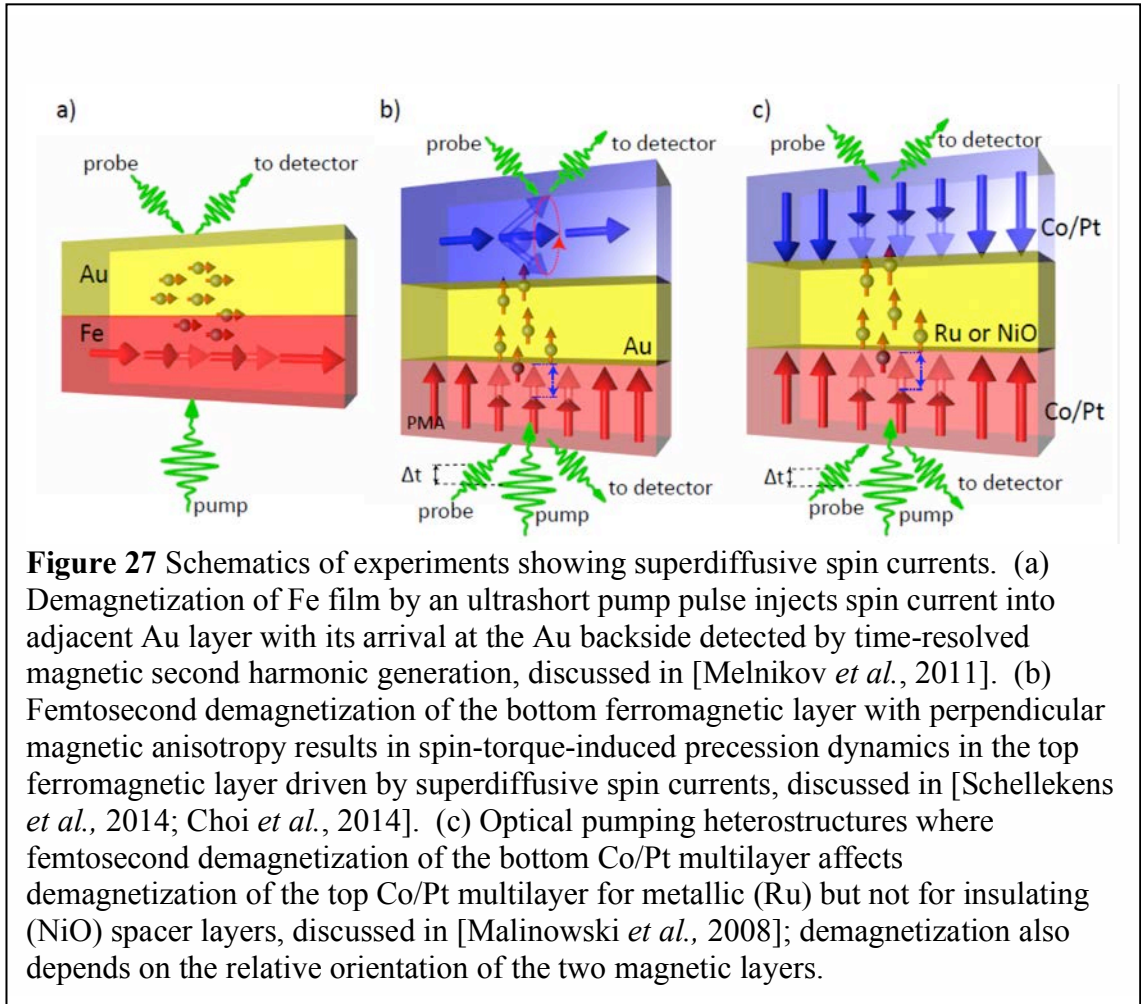 a)
probe
to detector
Au
Fe
pump
b)
probe
to detector
Au
PMA
Δt
to detector
probe
pump
c)
probe
to detector
Co/Pt
Ru or NiO
Co/Pt
Δt
to detector
probe
pump
Figure 27 Schematics of experiments showing superdiffusive spin currents. (a)
Demagnetization of Fe film by an ultrashort pump pulse injects spin current into
adjacent Au layer with its arrival at the Au backside detected by time-resolved
magnetic second harmonic generation, discussed in [Melnikov et al., 2011]. (b)
Femtosecond demagnetization of the bottom ferromagnetic layer with perpendicular
magnetic anisotropy results in spin-torque-induced precession dynamics in the top
ferromagnetic layer driven by superdiffusive spin currents, discussed in [Schellekens
et al., 2014; Choi et al., 2014]. (c) Optical pumping heterostructures where
femtosecond demagnetization of the bottom Co/Pt multilayer affects
demagnetization of the top Co/Pt multilayer for metallic (Ru) but not for insulating
(NiO) spacer layers, discussed in [Malinowski et al., 2008]; demagnetization also
depends on the relative orientation of the two magnetic layers.